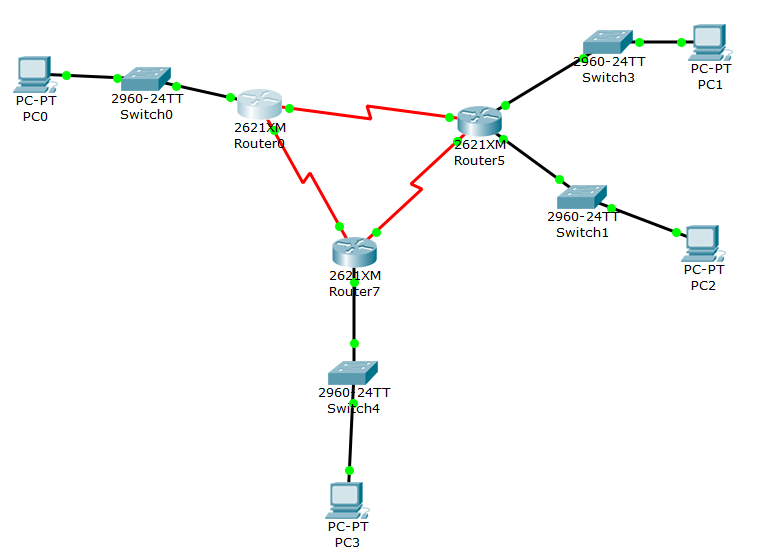 PC-PT
PC0
2960-24TT
Switch0
2621XM
Router0
2621XM
Router5
2960-24TT
Switch3
PC-PT
PC1
2960-24TT
Switch1
PC-PT
PC2
2621XM
Router7
2960-24TT
Switch4
PC-PT
PC3